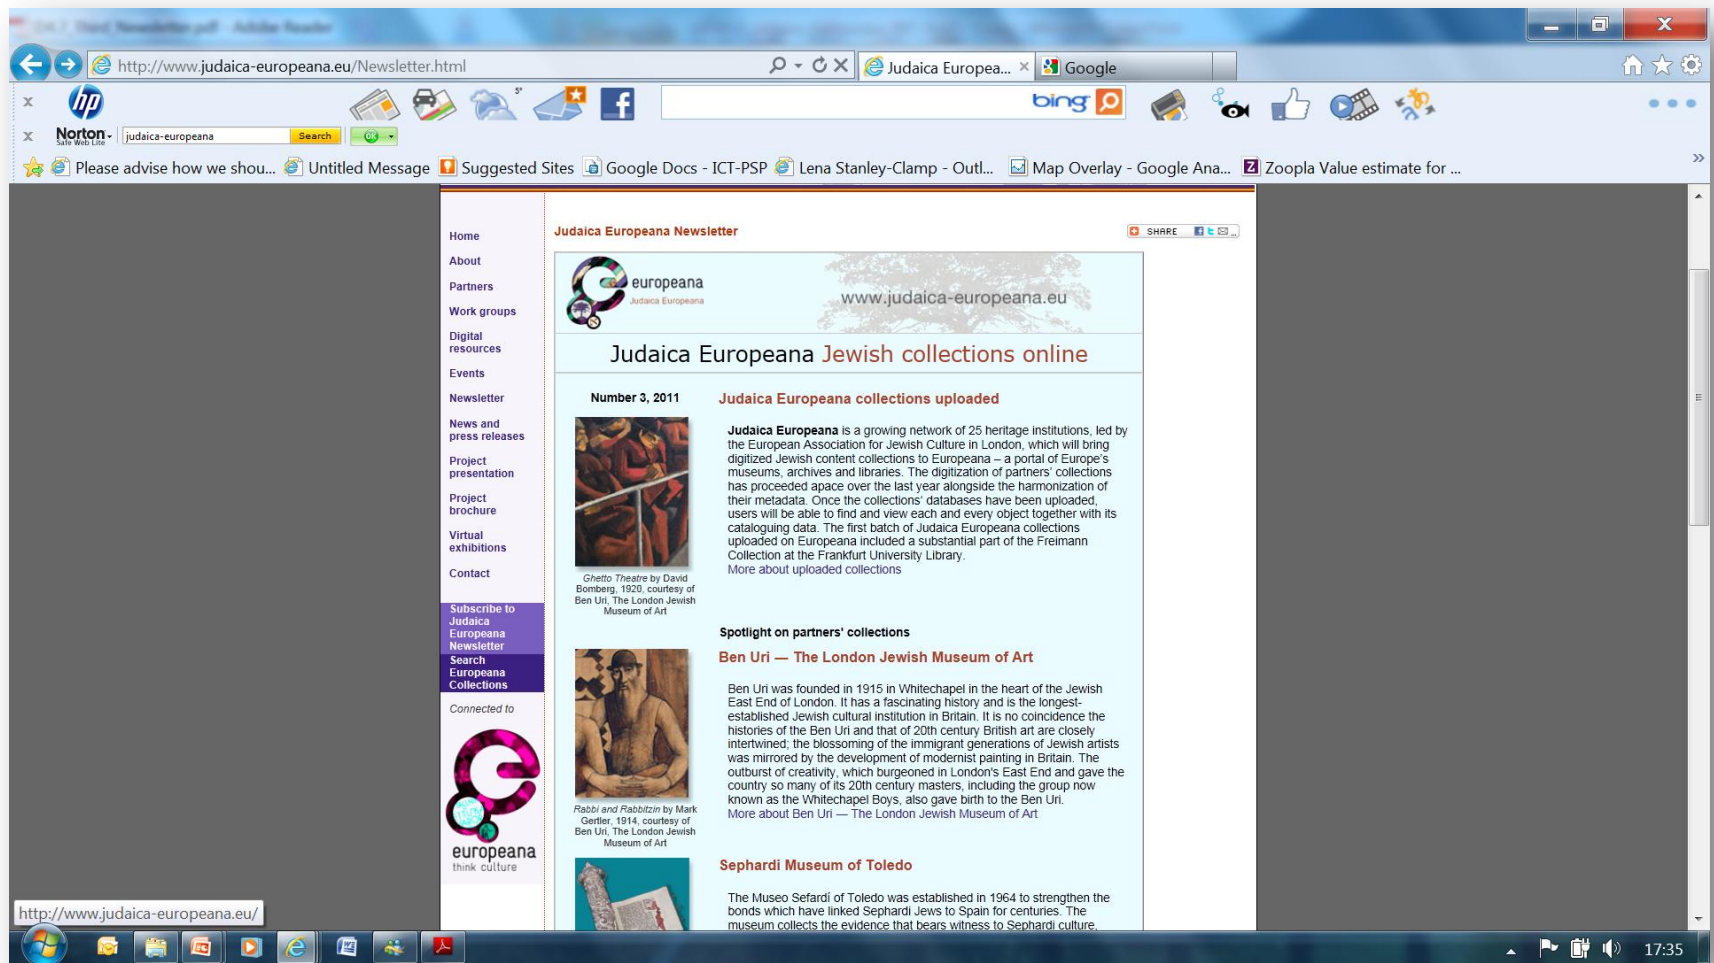 http://www.judaica-europeana.eu/Newsletter.html
Judaica Europea...
Google
hp
5°
bing
Norton
Safe Web Lite
judaica-europeana
Search
OK
Please advise how we shou...
Untitled Message
Suggested Sites
Google Docs - ICT-PSP
Lena Stanley-Clamp - Outl...
Map Overlay - Google Ana...
Zoopla Value estimate for ...
Home
About
Partners
Work groups
Digital
resources
Events
Newsletter
News and
press releases
Project
presentation
Project
brochure
Virtual
exhibitions
Contact
Subscribe to
Judaica
Europeana
Newsletter
Search
Europeana
Collections
Connected to
europeana
think culture
Judaica Europeana Newsletter
SHARE
europeana
Judaica Europeana
www.judaica-europeana.eu
Judaica Europeana Jewish collections online
Number 3, 2011
Ghetto Theatre by David
Bomberg, 1920, courtesy of
Ben Uri, The London Jewish
Museum of Art
Judaica Europeana collections uploaded
Judaica Europeana is a growing network of 25 heritage institutions, led by
the European Association for Jewish Culture in London, which will bring
digitized Jewish content collections to Europeana – a portal of Europe's
museums, archives and libraries. The digitization of partners' collections
has proceeded apace over the last year alongside the harmonization of
their metadata. Once the collections' databases have been uploaded,
users will be able to find and view each and every object together with its
cataloguing data. The first batch of Judaica Europeana collections
uploaded on Europeana included a substantial part of the Freimann
Collection at the Frankfurt University Library.
More about uploaded collections
Spotlight on partners' collections
Ben Uri — The London Jewish Museum of Art
Rabbi and Rabbitzin by Mark
Gertler, 1914, courtesy of
Ben Uri, The London Jewish
Museum of Art
Ben Uri was founded in 1915 in Whitechapel in the heart of the Jewish
East End of London. It has a fascinating history and is the longest-
established Jewish cultural institution in Britain. It is no coincidence the
histories of the Ben Uri and that of 20th century British art are closely
intertwined; the blossoming of the immigrant generations of Jewish artists
was mirrored by the development of modernist painting in Britain. The
outburst of creativity, which burgeoned in London's East End and gave the
country so many of its 20th century masters, including the group now
known as the Whitechapel Boys, also gave birth to the Ben Uri.
More about Ben Uri — The London Jewish Museum of Art
Sephardi Museum of Toledo
The Museo Sefardí of Toledo was established in 1964 to strengthen the
bonds which have linked Sephardi Jews to Spain for centuries. The
museum collects the evidence that bears witness to Sephardi culture,
http://www.judaica-europeana.eu/
17:35